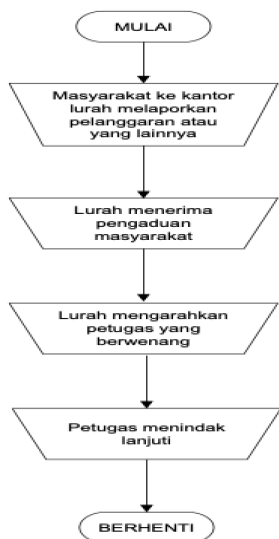 MULAI
Masyarakat ke kantor
lurah melaporkan
pelanggaran atau
yang lainnya
Lurah menerima
pengaduan
masyarakat
Lurah mengarahkan
petugas yang
berwenang
Petugas menindak
lanjuti
BERHENTI